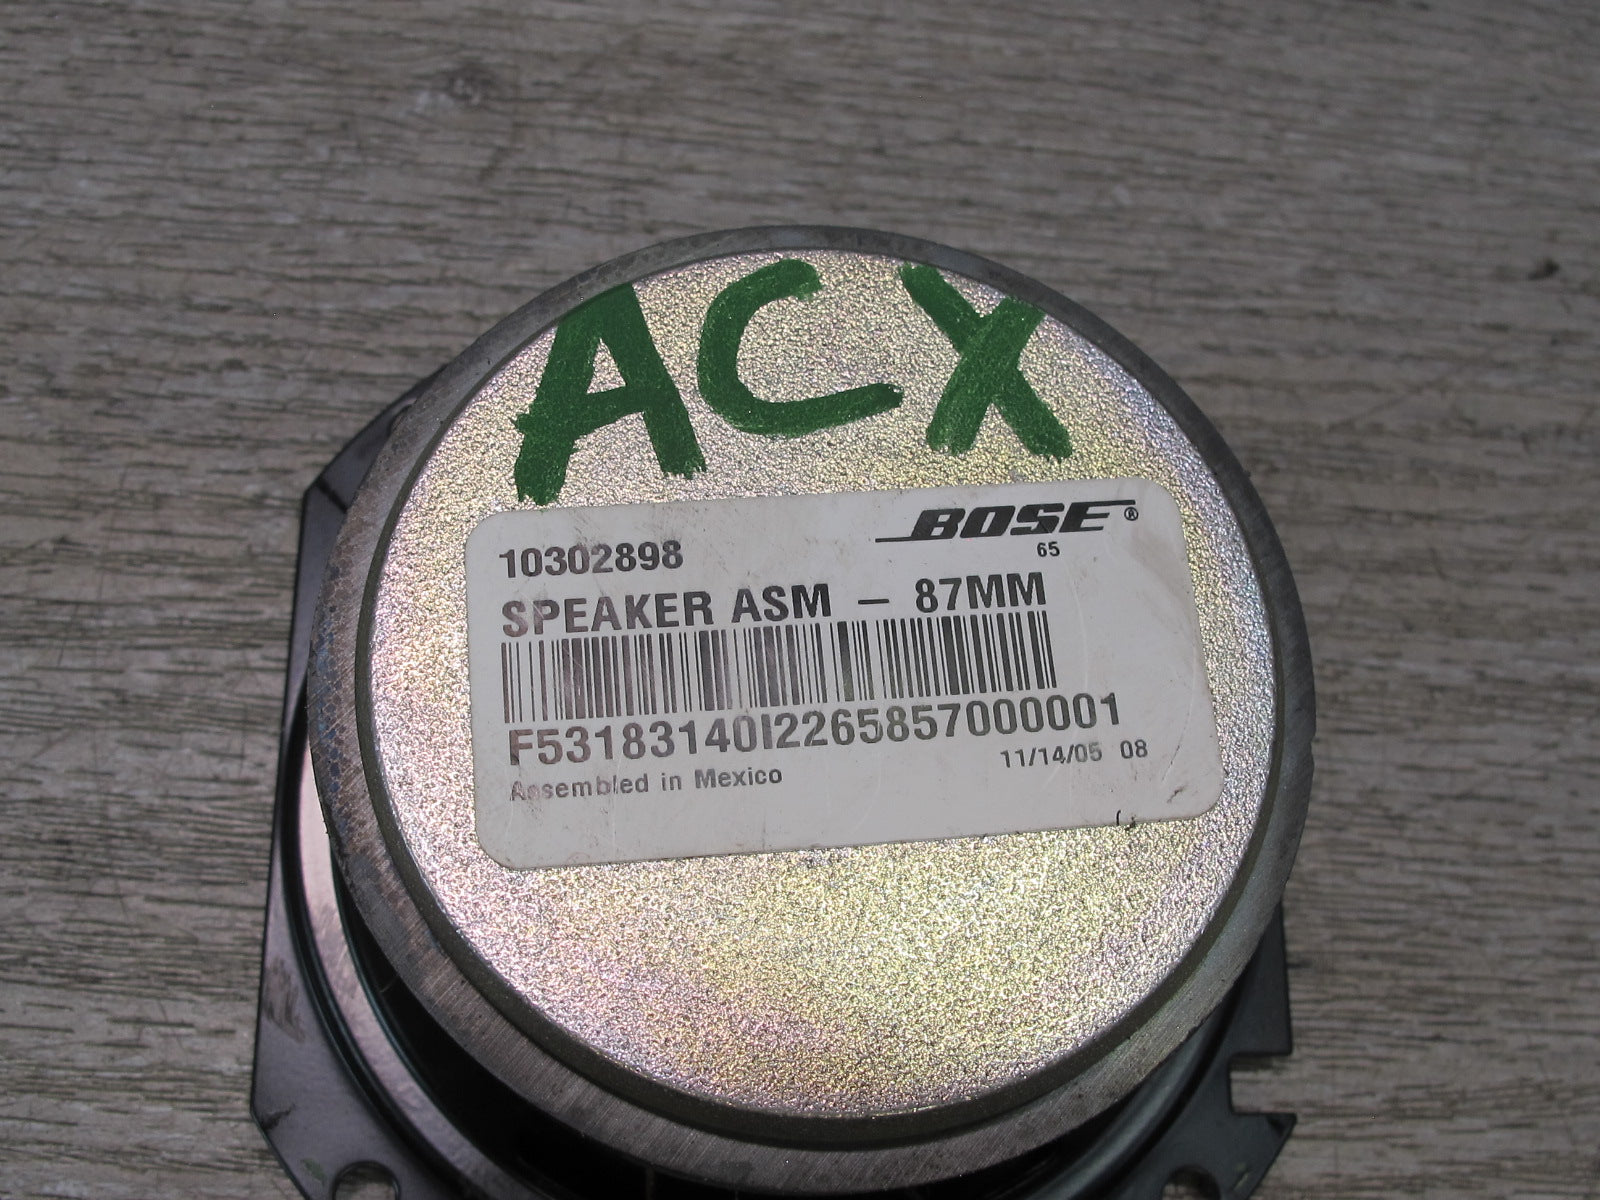 ACX
BOSE®
10302898
65
SPEAKER ASM – 87MM
F53183140I2265857000001
Assembled in Mexico
11/14/05 08